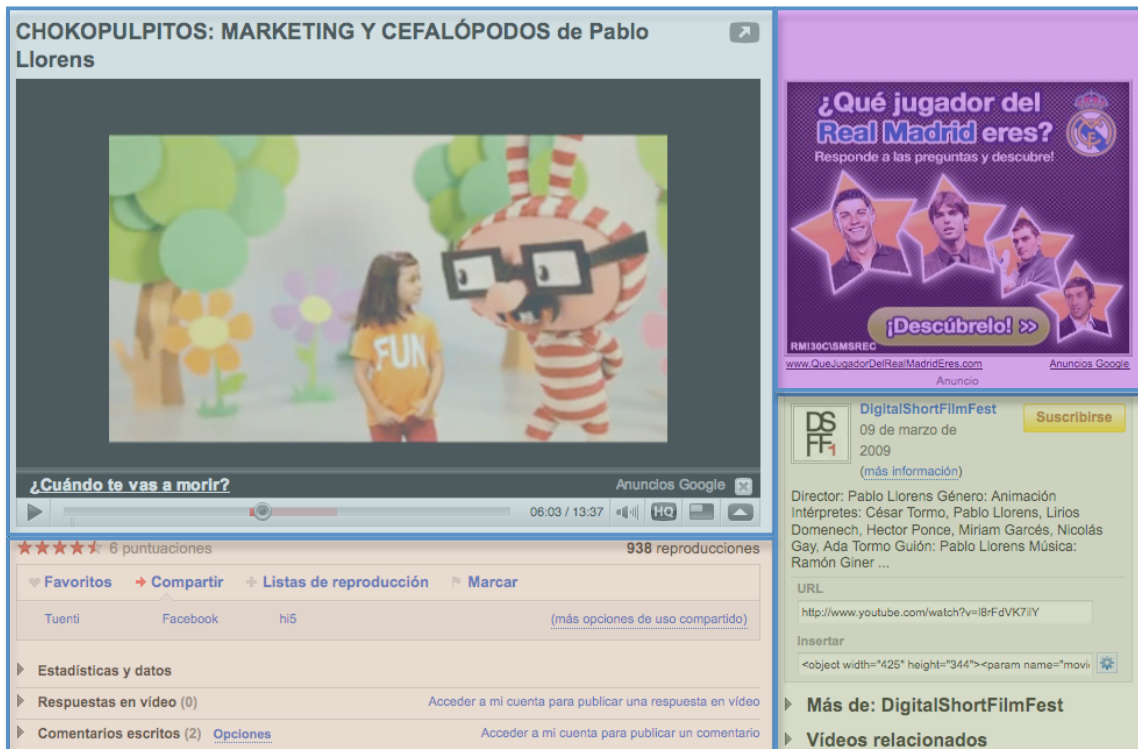 CHOKOPULPITOS: MARKETING Y CEFALÓPODOS de Pablo
Llorens
FUN
¿Cuándo te vas a morir?
Anuncios Google
06:03 / 13:37
HQ
6 puntuaciones
938 reproducciones
Favoritos
Compartir
Listas de reproducción
Marcar
Tuenti
Facebook
hi5
(más opciones de uso compartido)
Estadísticas y datos
Respuestas en vídeo (0)
Acceder a mi cuenta para publicar una respuesta en vídeo
Comentarios escritos (2) Opciones
Acceder a mi cuenta para publicar un comentario
¿Qué jugador del
Real Madrid eres?
Responde a las preguntas y descubre!
¡Descúbrelo! >>
RMI30C\SMSREC
www.QueJugadorDelRealMadridEres.com
Anuncios Google
Anuncio
DS
FF1
DigitalShortFilmFest
09 de marzo de
2009
(más información)
Suscribirse
Director: Pablo Llorens Género: Animación
Intérpretes: César Tormo, Pablo Llorens, Lirios
Domenech, Hector Ponce, Miriam Garcés, Nicolás
Gay, Ada Tormo Guión: Pablo Llorens Música:
Ramón Giner ...
URL
http://www.youtube.com/watch?v=l8rFdVK7ilY
Insertar
<object width="425" height="344"><param name="movi
Más de: DigitalShortFilmFest
Vídeos relacionados